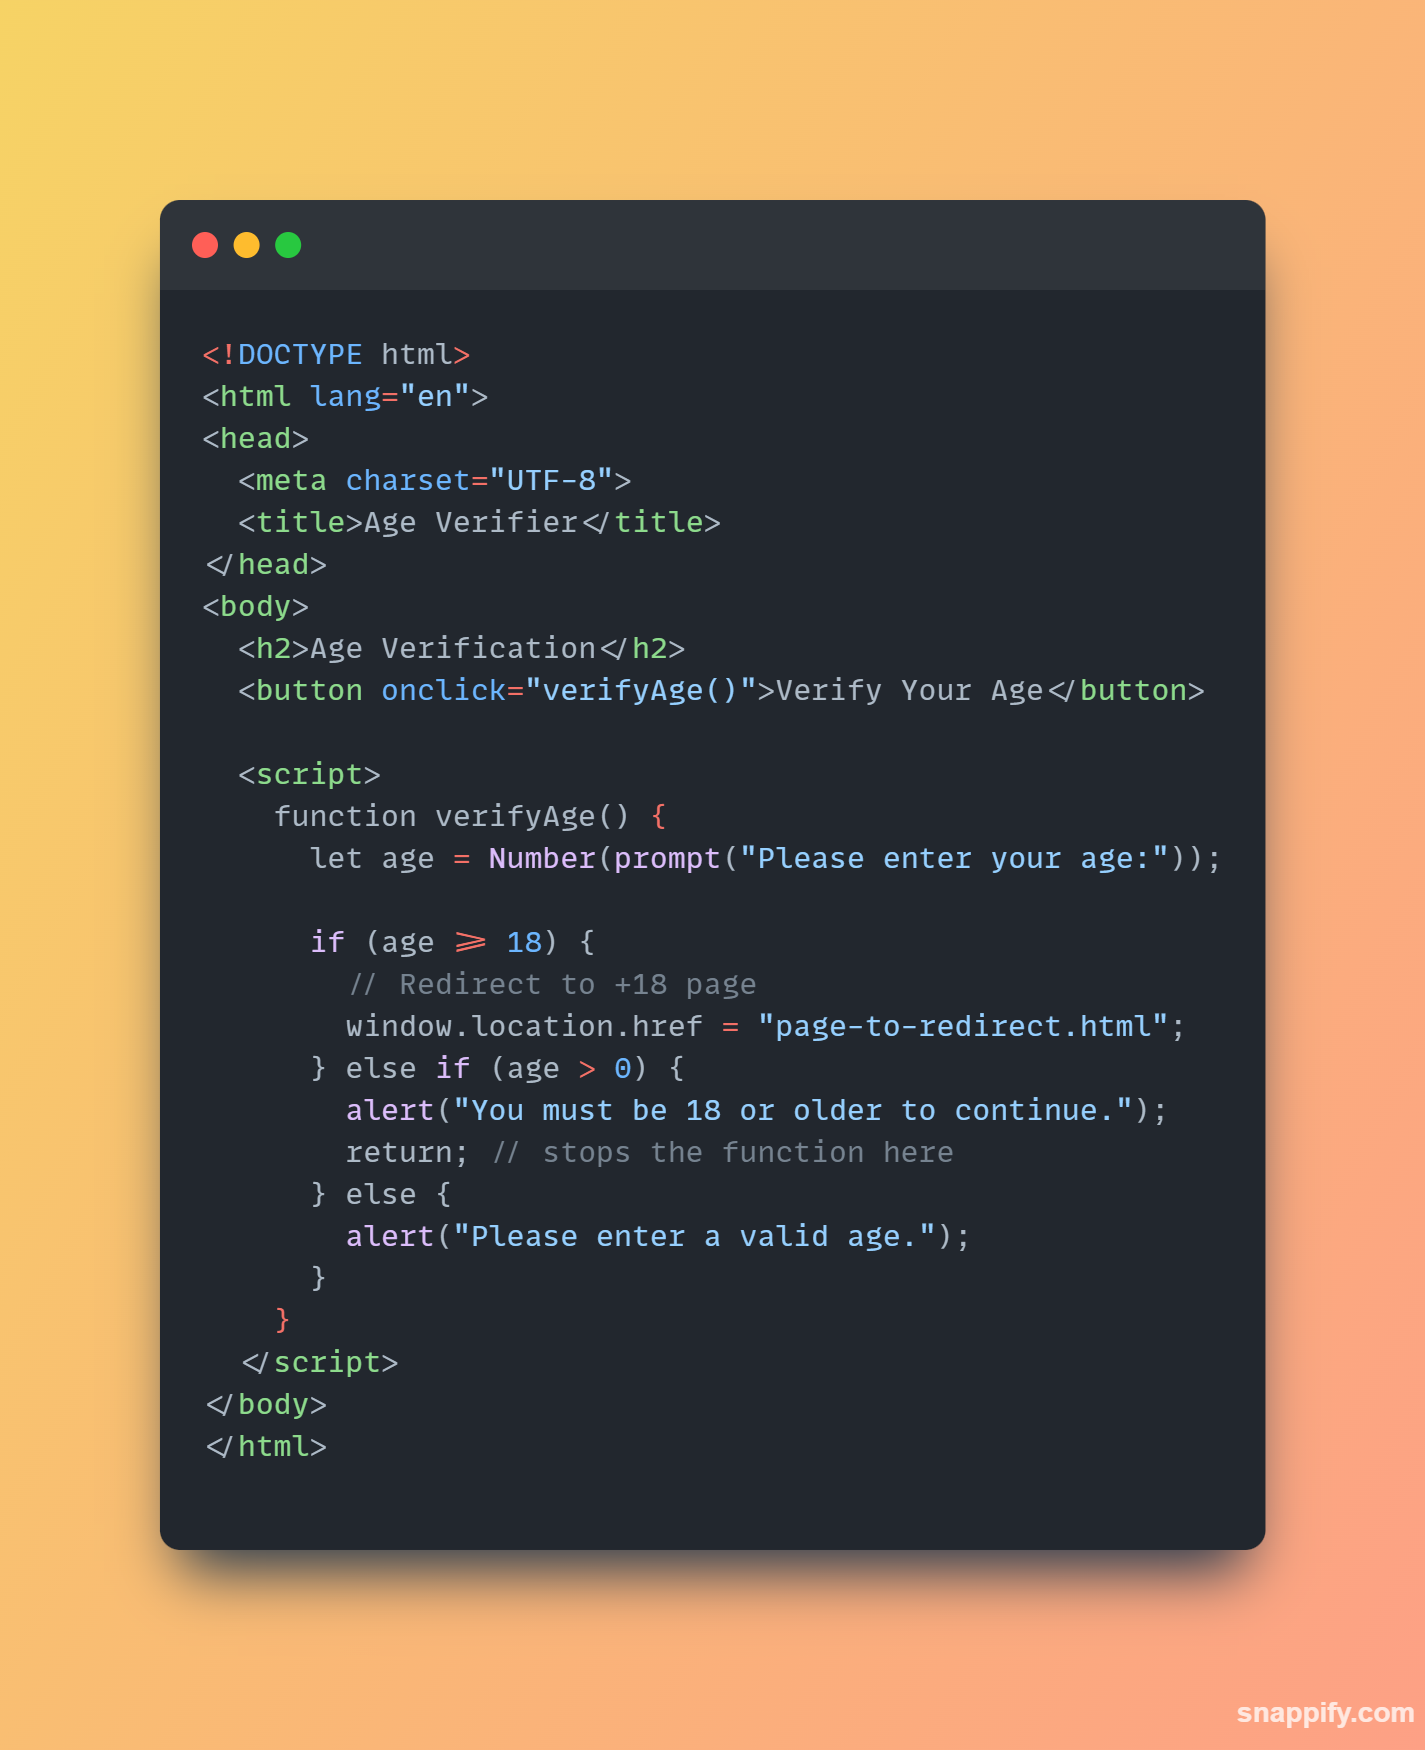 <!DOCTYPE html>
<html lang="en">
<head>
  <meta charset="UTF-8">
  <title>Age Verifier</title>
</head>
<body>
  <h2>Age Verification</h2>
  <button onclick="verifyAge()">Verify Your Age</button>

  <script>
    function verifyAge() {
      let age = Number(prompt("Please enter your age:"));

      if (age >= 18) {
        // Redirect to +18 page
        window.location.href = "page-to-redirect.html";
      } else if (age > 0) {
        alert("You must be 18 or older to continue.");
        return; // stops the function here
      } else {
        alert("Please enter a valid age.");
      }
    }
  </script>
</body>
</html>
snappify.com